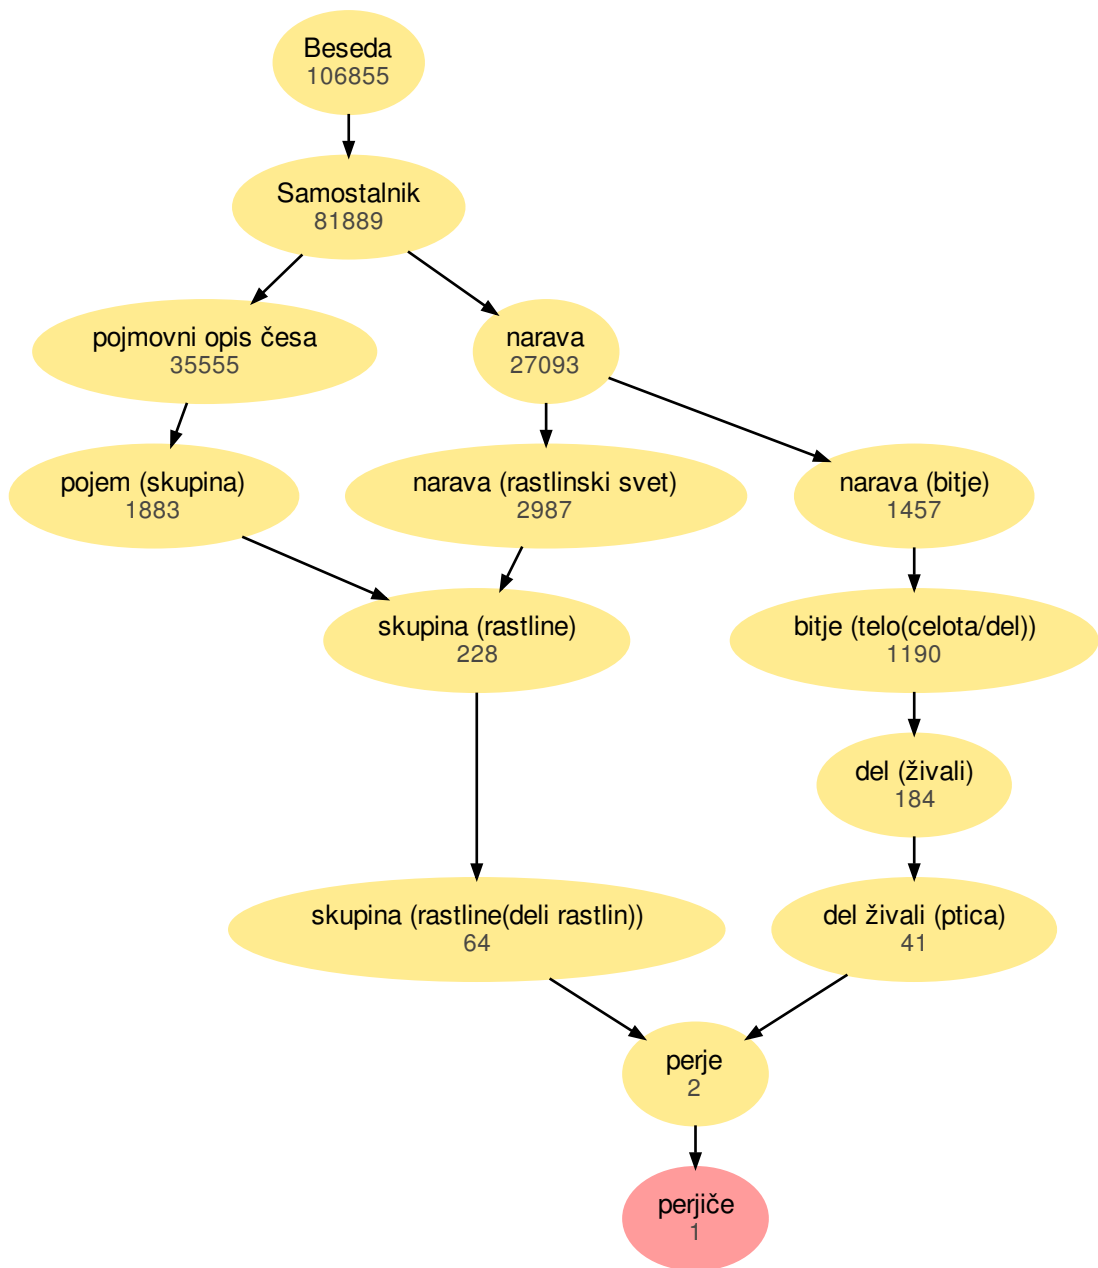 Beseda
106855
Samostalnik
81889
pojmovni opis česa
35555
narava
27093
pojem (skupina)
1883
narava (rastlinski svet)
2987
narava (bitje)
1457
skupina (rastline)
228
bitje (telo(celota/del))
1190
del (živali)
184
skupina (rastline(deli rastlin))
64
del živali (ptica)
41
perje
2
perjiče
1